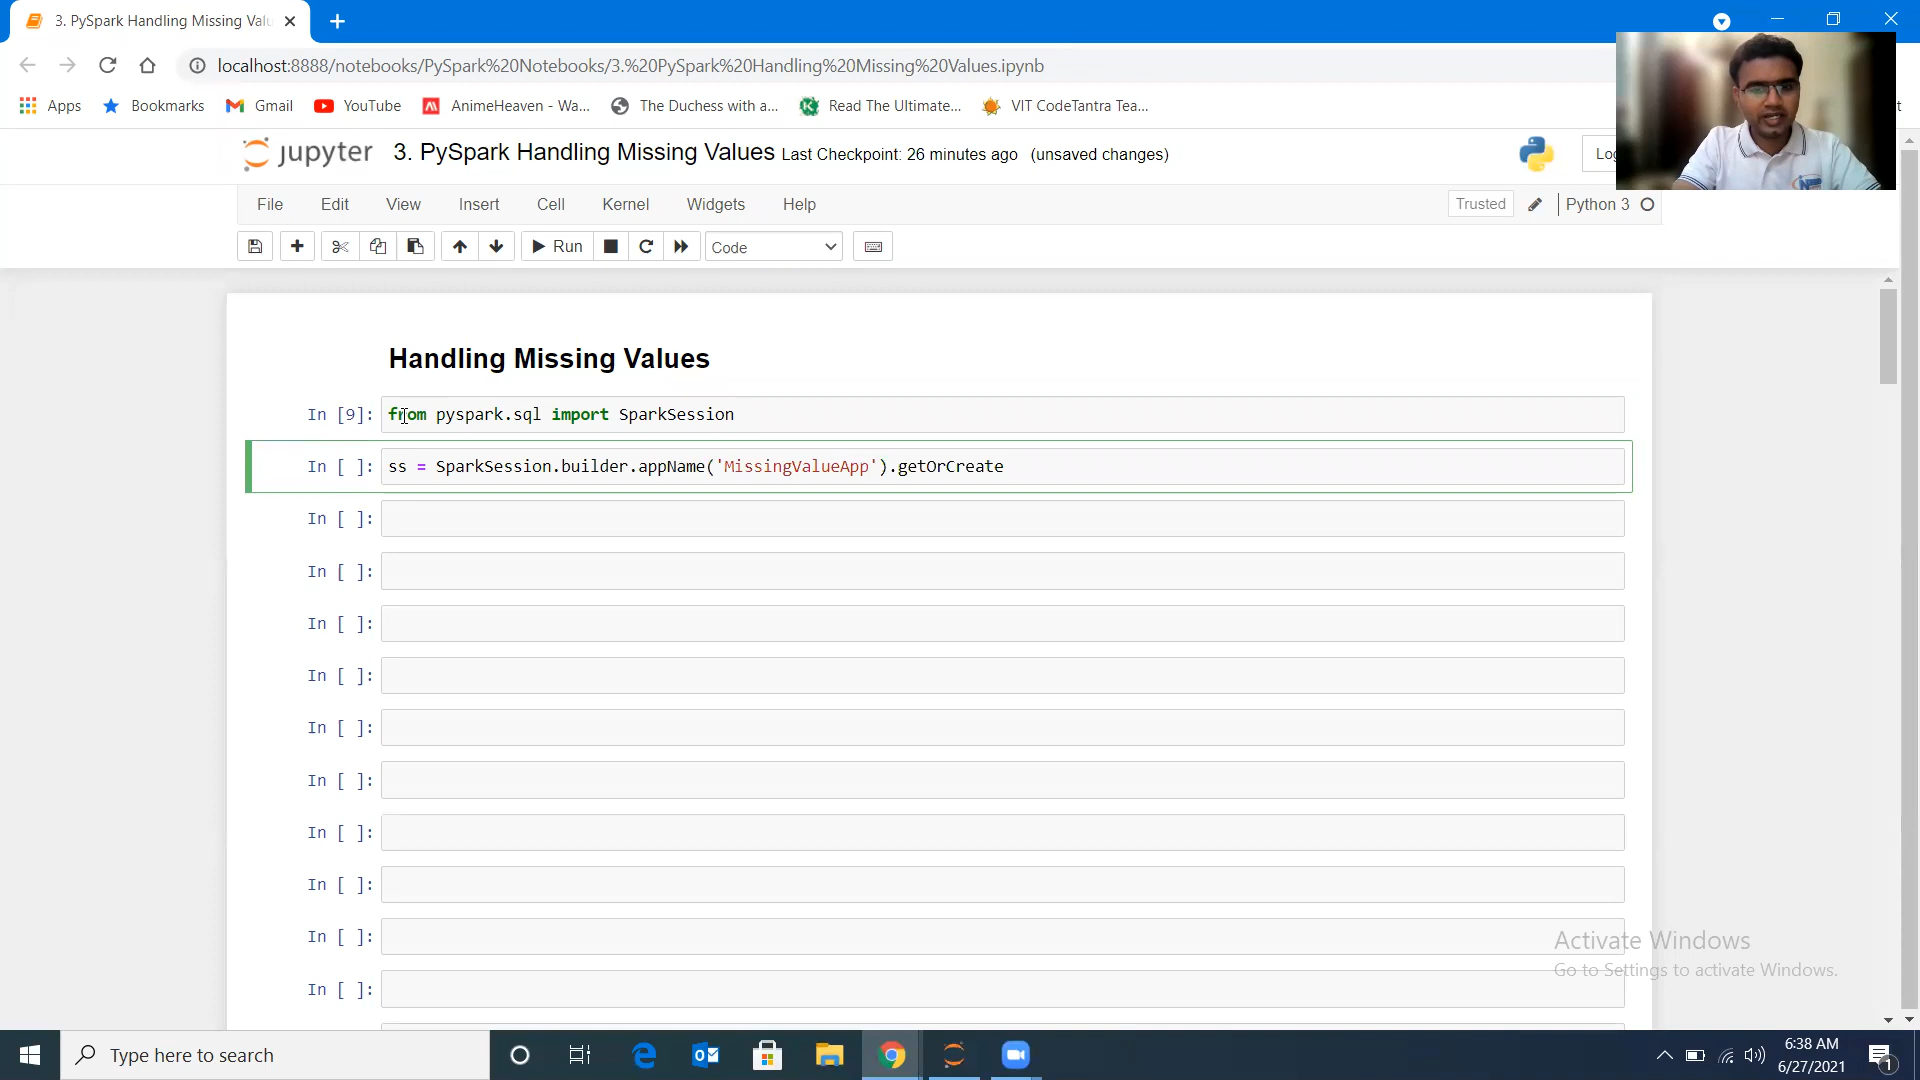 3. PySpark Handling Missing Valu
localhost:8888/notebooks/PySpark%20Notebooks/3.%20PySpark%20Handling%20Missing%20Values.ipynb
Apps Bookmarks Gmail YouTube AnimeHeaven - Wa... The Duchess with a... Read The Ultimate... VIT CodeTantra Tea...
jupyter 3. PySpark Handling Missing Values Last Checkpoint: 26 minutes ago (unsaved changes)
File Edit View Insert Cell Kernel Widgets Help Trusted Python 3
Run Code
Handling Missing Values
In [9]: from pyspark.sql import SparkSession
In [ ]: ss = SparkSession.builder.appName('MissingValueApp').getOrCreate
In [ ]:
In [ ]:
In [ ]:
In [ ]:
In [ ]:
In [ ]:
In [ ]:
In [ ]:
In [ ]:
In [ ]:
Activate Windows
Go to Settings to activate Windows.
Type here to search
6:38 AM
6/27/2021
1